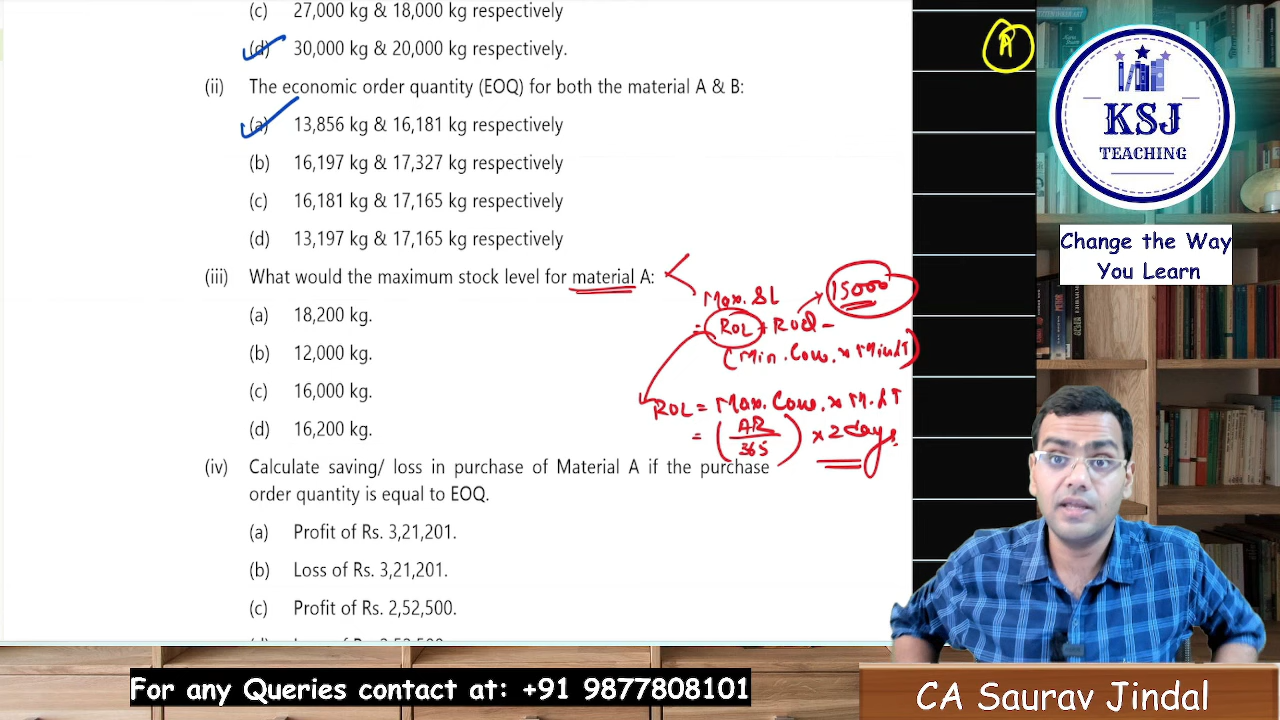 (c) 27,000 kg & 18,000 kg respectively
(d) 30,000 kg & 20,000 kg respectively.
(ii) The economic order quantity (EOQ) for both the material A & B:
(a) 13,856 kg & 16,181 kg respectively
(b) 16,197 kg & 17,327 kg respectively
(c) 16,181 kg & 17,165 kg respectively
(d) 13,197 kg & 17,165 kg respectively
(iii) What would the maximum stock level for material A:
(a) 18,200 kg.
(b) 12,000 kg.
(c) 16,000 kg.
(d) 16,200 kg.
(iv) Calculate saving/ loss in purchase of Material A if the purchase
order quantity is equal to EOQ.
(a) Profit of Rs. 3,21,201.
(b) Loss of Rs. 3,21,201.
(c) Profit of Rs. 2,52,500.
Max. SL
= ROL + ROQ –
15000
(Min. Con. x Min LT)
ROL = Max. Con. x M. LT
= (AR/365) x 2 days
A
KSJ
TEACHING
Change the Way
You Learn
For any Queries contact at: +91 9877808101
CA Saurav Jindal